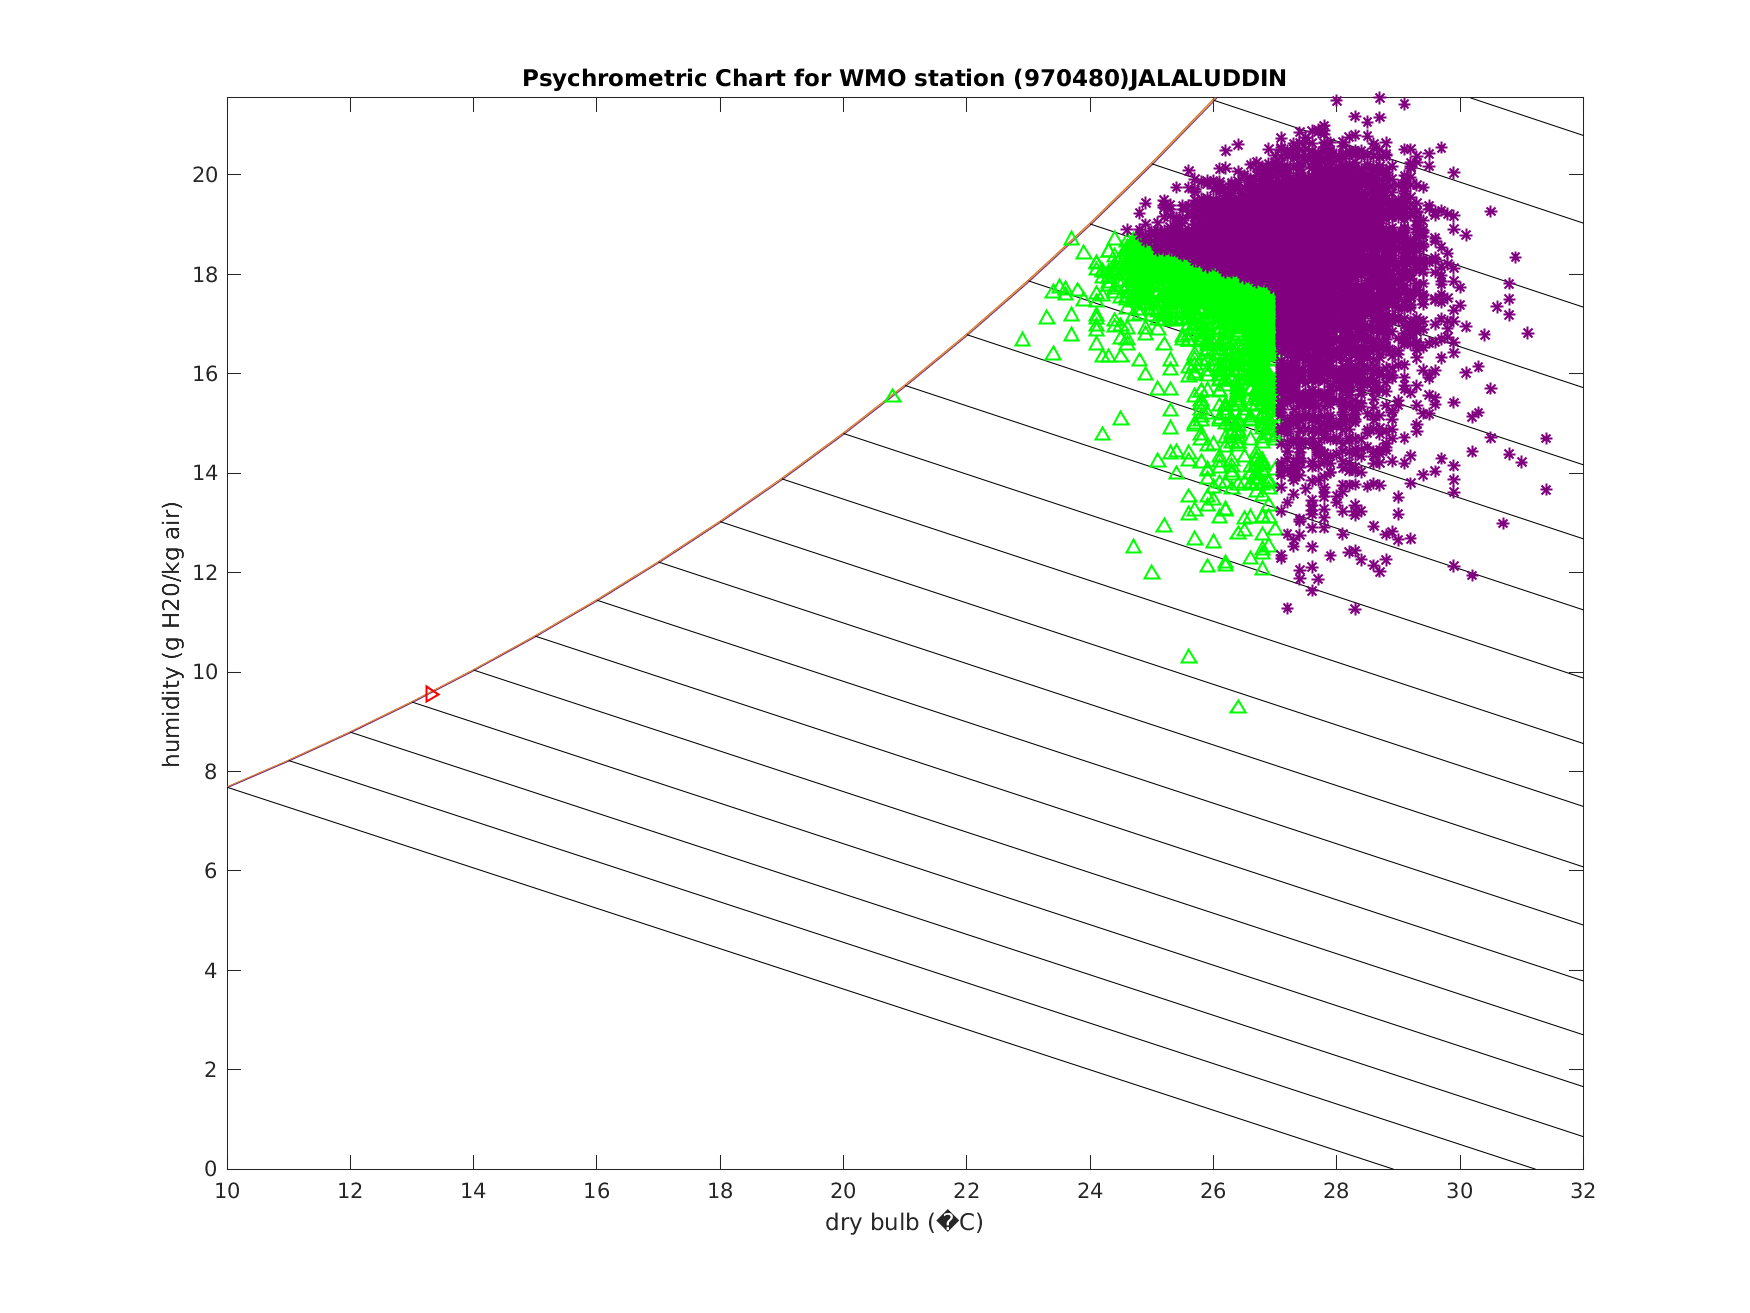 Psychrometric Chart for WMO station (970480)JALALUDDIN
humidity (g H20/kg air)
20
18
16
14
12
10
8
6
4
2
0
10 12 14 16 18 20 22 24 26 28 30 32
dry bulb (�C)